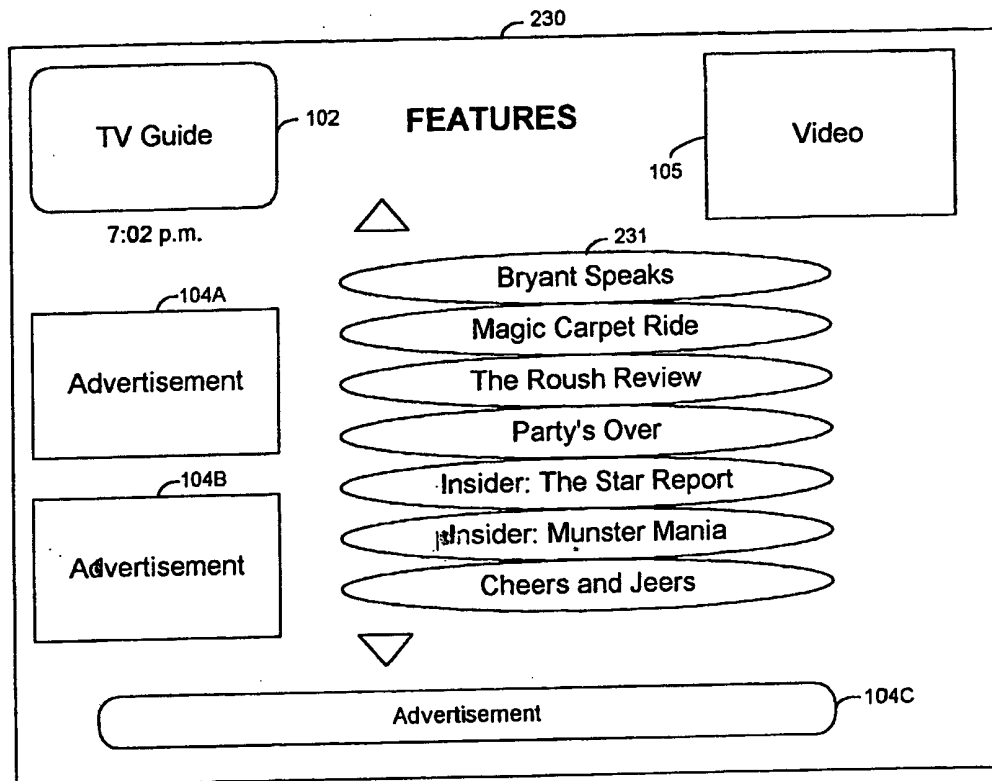 230
TV Guide
102
FEATURES
Video
105
7:02 p.m.
231
Bryant Speaks
104A
Magic Carpet Ride
Advertisement
The Roush Review
Party's Over
104B
Insider: The Star Report
Advertisement
Insider: Munster Mania
Cheers and Jeers
Advertisement
104C